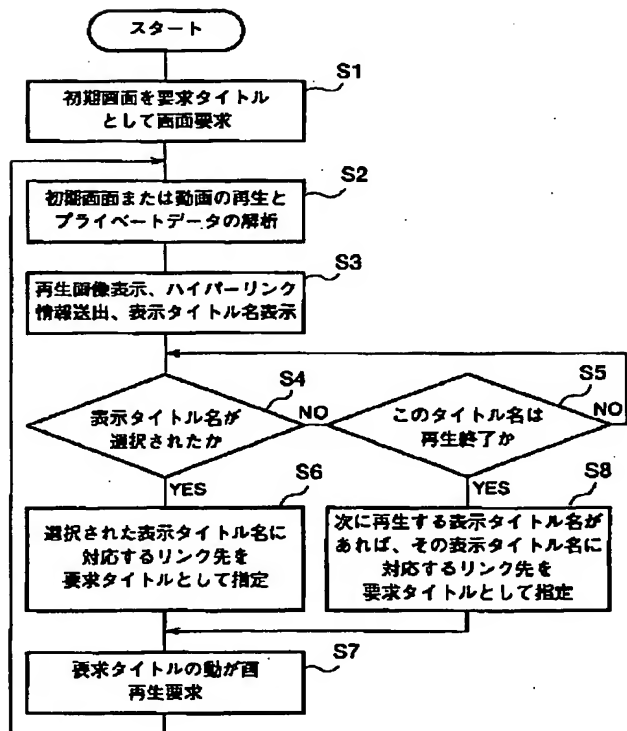 スタート
S1
初期画面を要求タイトル
として画面要求
S2
初期画面または動画の再生と
プライベートデータの解析
S3
再生画像表示、ハイパーリンク
情報送出、表示タイトル名表示
S4
表示タイトル名が
選択されたか
NO
YES
S5
このタイトル名は
再生終了か
NO
YES
S6
選択された表示タイトル名に
対応するリンク先を
要求タイトルとして指定
S8
次に再生する表示タイトル名が
あれば、その表示タイトル名に
対応するリンク先を
要求タイトルとして指定
S7
要求タイトルの動が画
再生要求